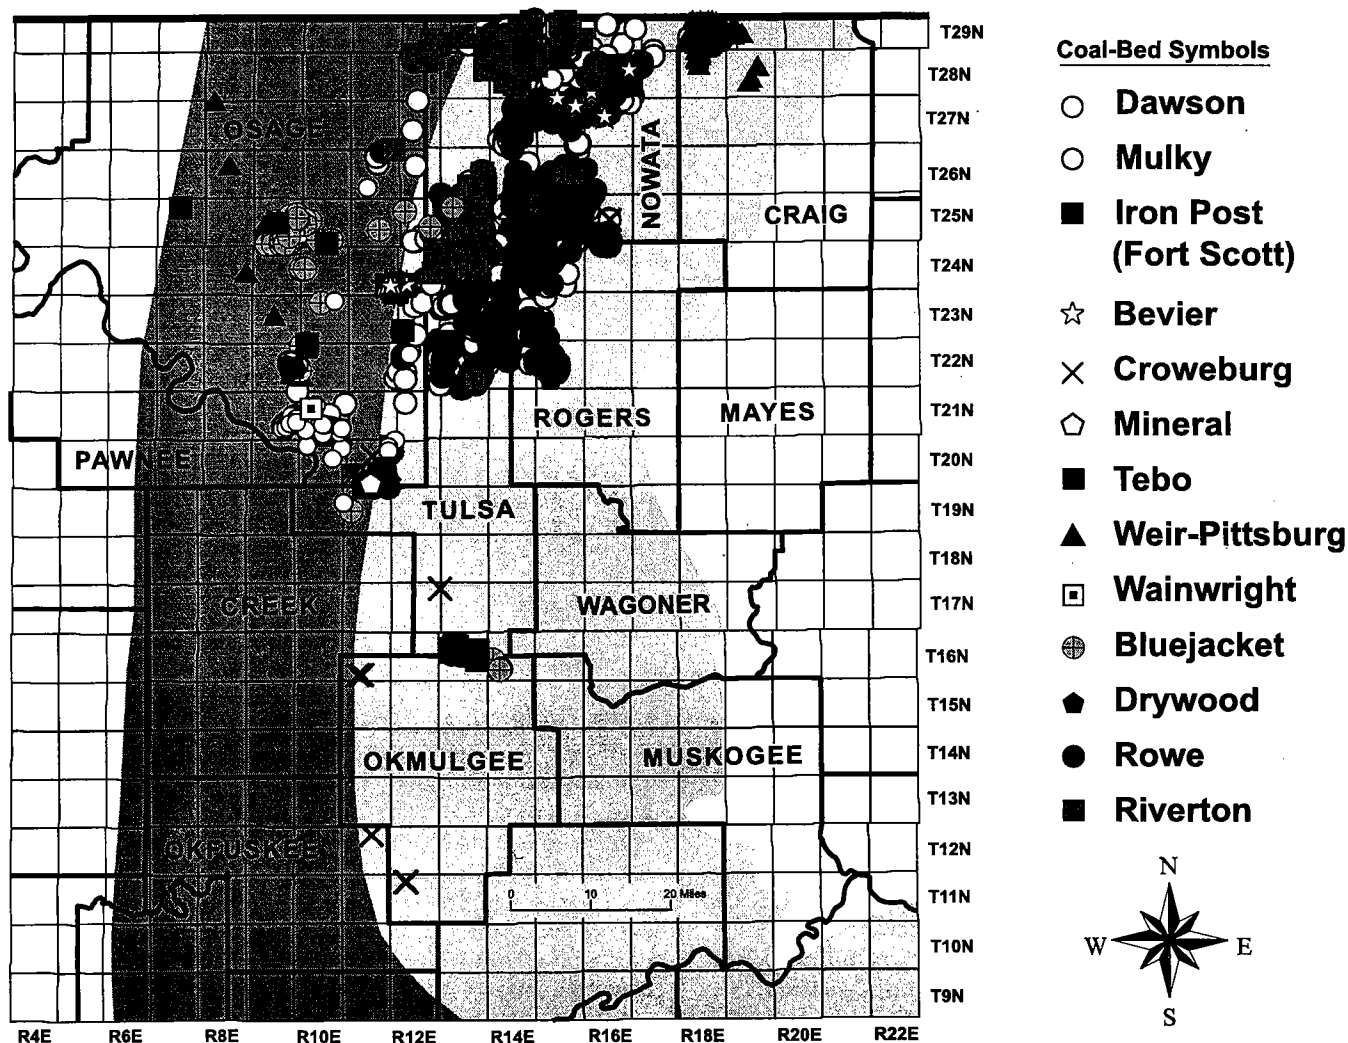 T29N
T28N
T27N
T26N
T25N
T24N
T23N
T22N
T21N
T20N
T19N
T18N
T17N
T16N
T15N
T14N
T13N
T12N
T11N
T10N
T9N
OSAGE
NOWATA
CRAIG
ROGERS
MAYES
PAWNEE
TULSA
CREEK
WAGONER
OKMULGEE
MUSKOGEE
OKFUSKEE
0 10 20 Miles
R4E R6E R8E R10E R12E R14E R16E R18E R20E R22E
Coal-Bed Symbols
Dawson
Mulky
Iron Post
(Fort Scott)
Bevier
Croweburg
Mineral
Tebo
Weir-Pittsburg
Wainwright
Bluejacket
Drywood
Rowe
Riverton
N
W E
S